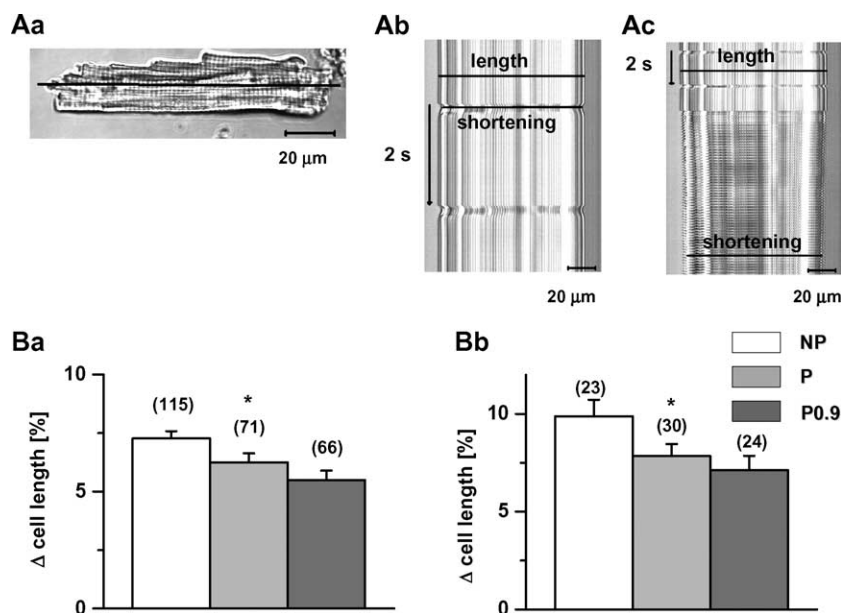 Aa
20 μm
Ab
length
shortening
2 s
20 μm
Ac
2 s
length
shortening
20 μm
Ba
Δ cell length [%]
10
5
0
(115)
*
(71)
(66)
Bb
Δ cell length [%]
10
5
0
(23)
*
(30)
(24)
NP
P
P0.9